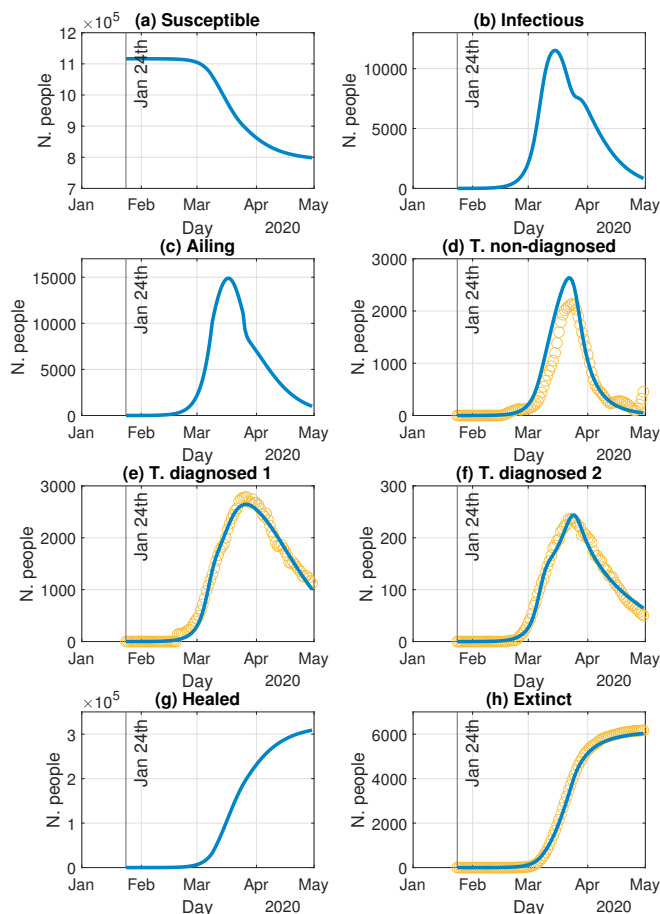 (a) Susceptible
×10^5
12
11
10
9
8
7
N. people
Jan 24th
Jan Feb Mar Apr May
Day 2020
(b) Infectious
10000
5000
0
N. people
Jan 24th
Jan Feb Mar Apr May
Day 2020
(c) Ailing
15000
10000
5000
0
N. people
Jan 24th
Jan Feb Mar Apr May
Day 2020
(d) T. non-diagnosed
3000
2000
1000
0
N. people
Jan 24th
Jan Feb Mar Apr May
Day 2020
(e) T. diagnosed 1
3000
2000
1000
0
N. people
Jan 24th
Jan Feb Mar Apr May
Day 2020
(f) T. diagnosed 2
300
200
100
0
N. people
Jan 24th
Jan Feb Mar Apr May
Day 2020
(g) Healed
×10^5
3
2
1
0
N. people
Jan 24th
Jan Feb Mar Apr May
Day 2020
(h) Extinct
6000
4000
2000
0
N. people
Jan 24th
Jan Feb Mar Apr May
Day 2020